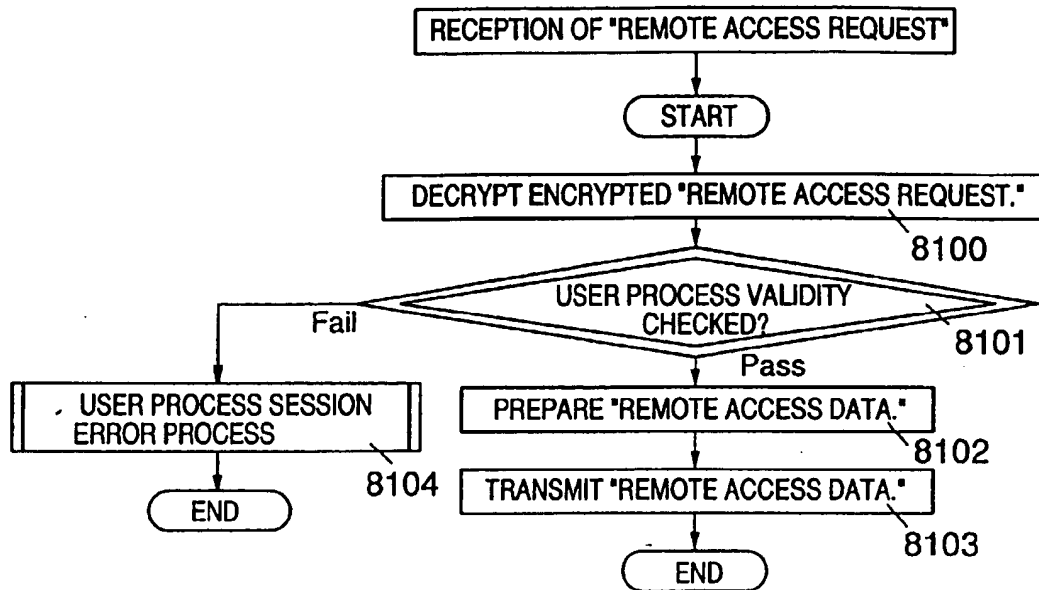 RECEPTION OF "REMOTE ACCESS REQUEST"
START
DECRYPT ENCRYPTED "REMOTE ACCESS REQUEST."
8100
USER PROCESS VALIDITY
CHECKED?
8101
Fail
Pass
USER PROCESS SESSION
ERROR PROCESS
8104
END
PREPARE "REMOTE ACCESS DATA."
8102
TRANSMIT "REMOTE ACCESS DATA."
8103
END